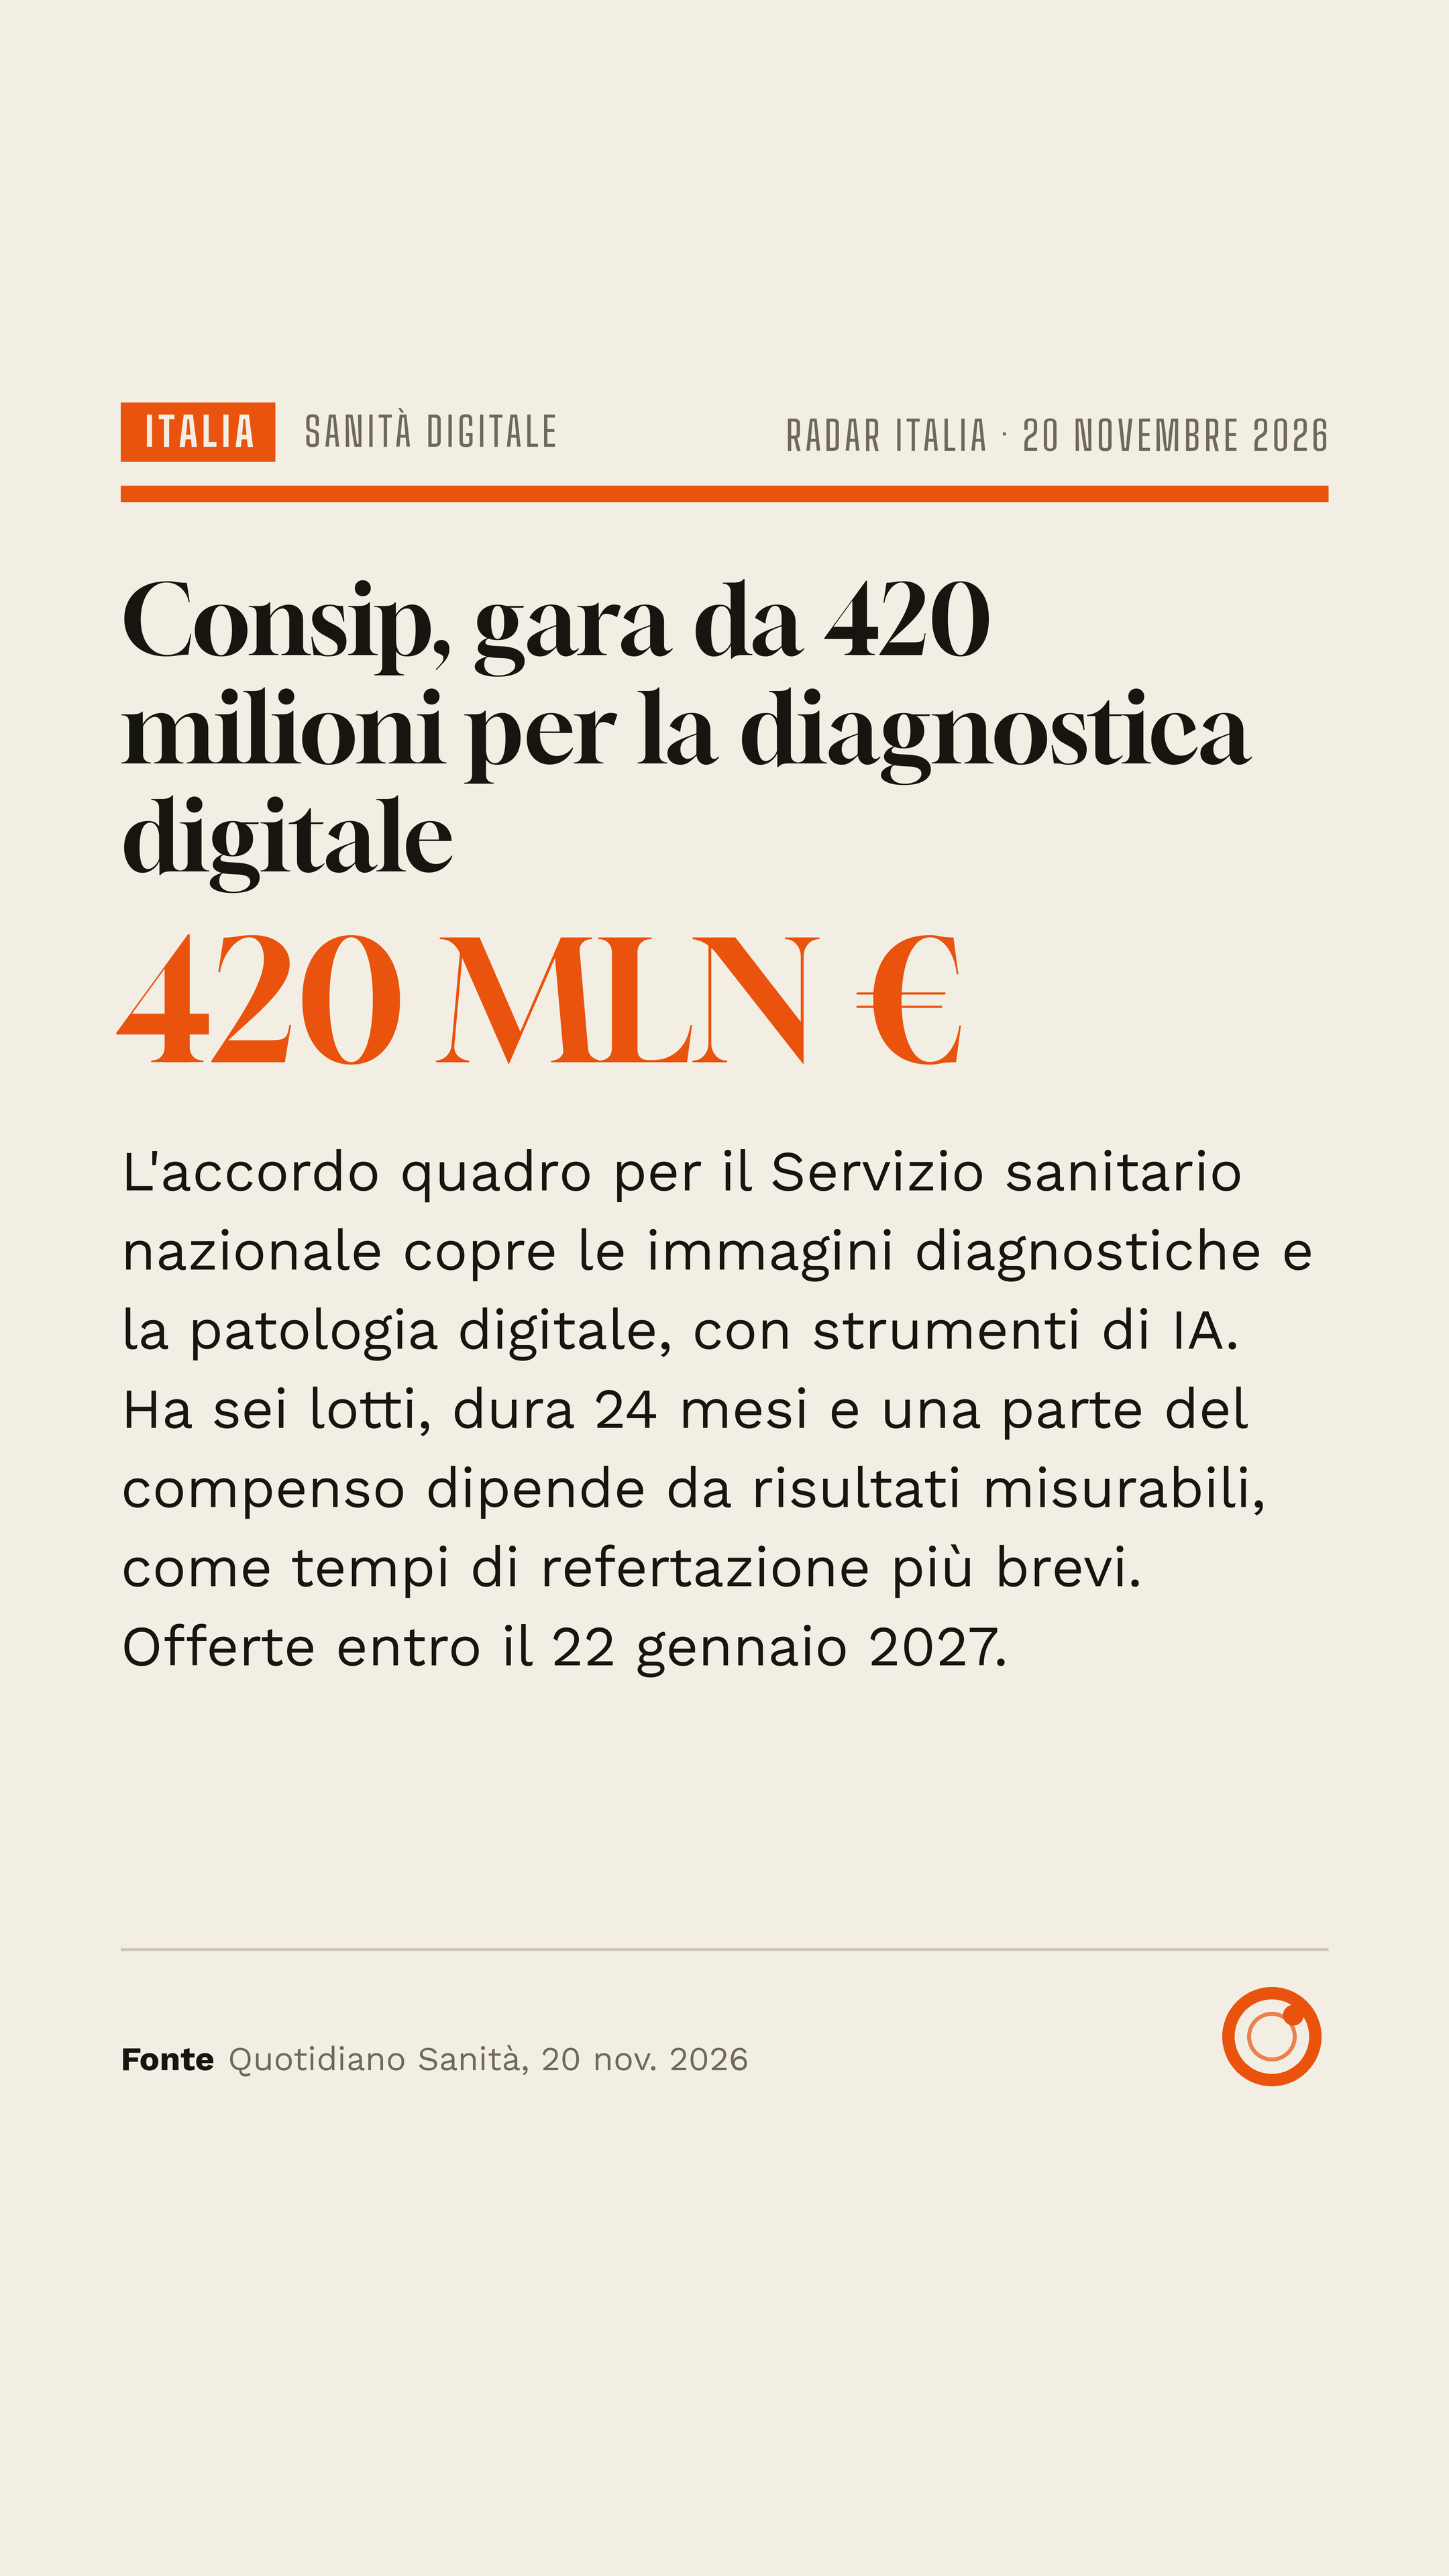 ITALIA SANITÀ DIGITALE RADAR ITALIA · 20 NOVEMBRE 2026
Consip, gara da 420
milioni per la diagnostica
digitale
420 MLN €
L'accordo quadro per il Servizio sanitario
nazionale copre le immagini diagnostiche e
la patologia digitale, con strumenti di IA.
Ha sei lotti, dura 24 mesi e una parte del
compenso dipende da risultati misurabili,
come tempi di refertazione più brevi.
Offerte entro il 22 gennaio 2027.
Fonte Quotidiano Sanità, 20 nov. 2026